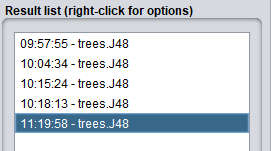 Result list (right-click for options)
09:57:55 - trees.J48
10:04:34 - trees.J48
10:15:24 - trees.J48
10:18:13 - trees.J48
11:19:58 - trees.J48